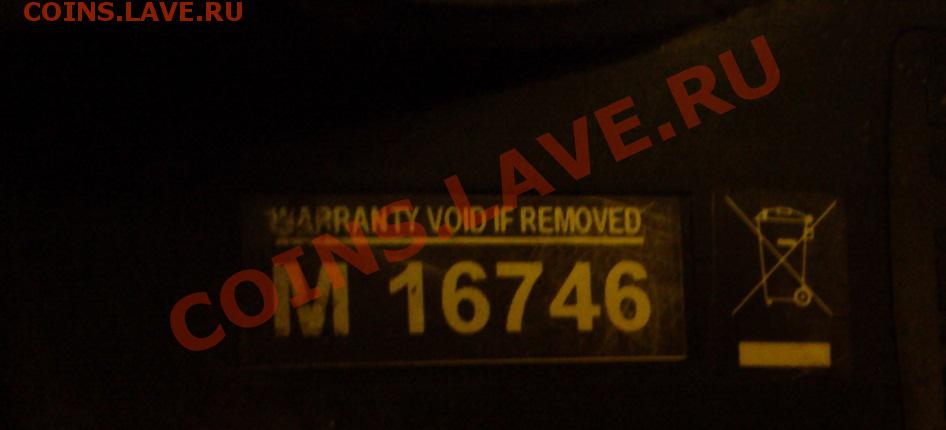 COINS.LAVE.RU
COINS.LAVE.RU
WARRANTY VOID IF REMOVED
M 16746